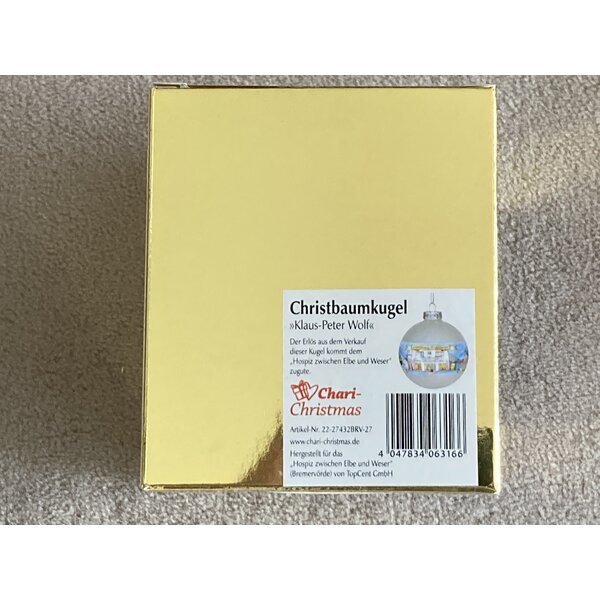 Christbaumkugel
»Klaus-Peter Wolf«
Der Erlös aus dem Verkauf
dieser Kugel kommt dem
„Hospiz zwischen Elbe und Weser“
zugute.
Chari-
Christmas
Artikel-Nr. 22-27432BRV-27
www.chari-christmas.de
Hergestellt für das
„Hospiz zwischen Elbe und Weser“
(Bremervörde) von TopCent GmbH
4 047834 063166